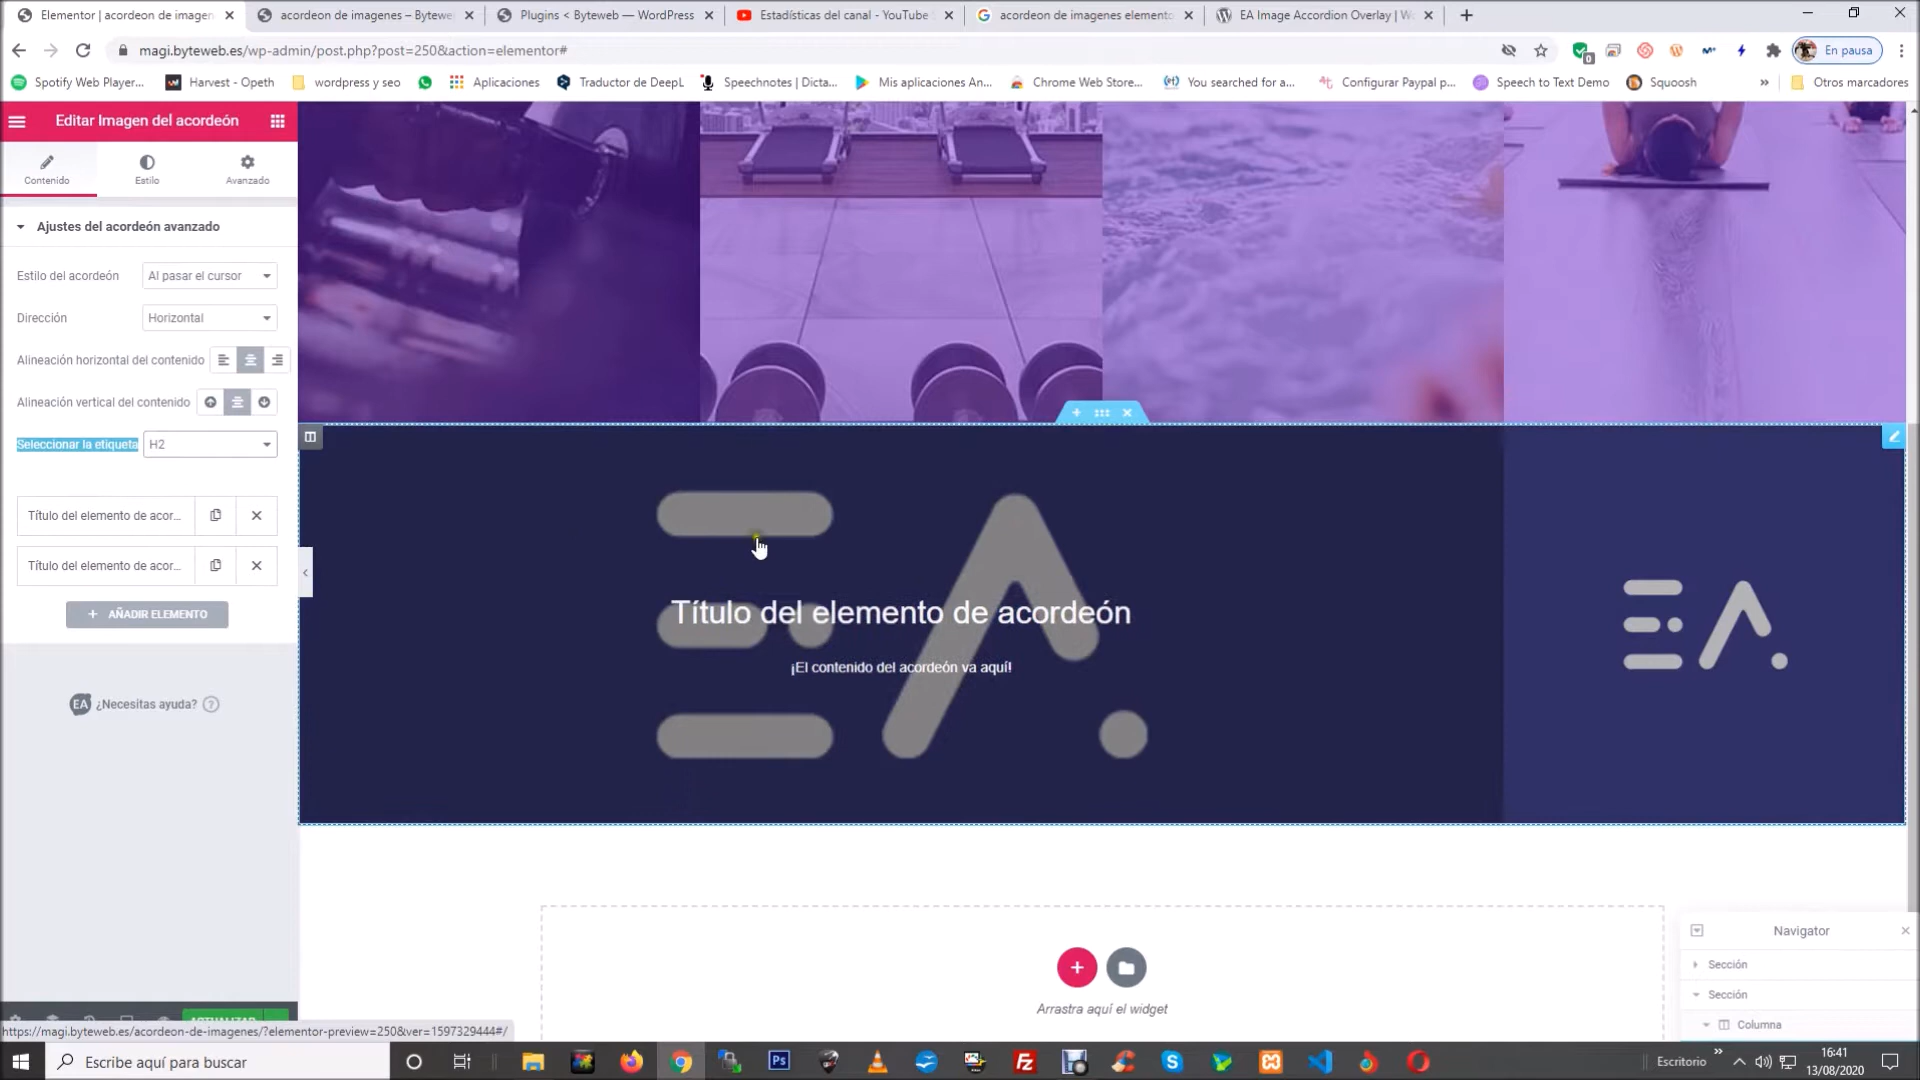 Elementor | acordeon de imagen
acordeon de imagenes – Bytewe
Plugins < Byteweb — WordPress
Estadísticas del canal - YouTube
acordeon de imagenes elemento
EA Image Accordion Overlay | W
magi.byteweb.es/wp-admin/post.php?post=250&action=elementor#
En pausa
Spotify Web Player...
Harvest - Opeth
wordpress y seo
Aplicaciones
Traductor de DeepL
Speechnotes | Dicta...
Mis aplicaciones An...
Chrome Web Store...
You searched for a...
Configurar Paypal p...
Speech to Text Demo
Squoosh
»
Otros marcadores
Editar Imagen del acordeón
Contenido
Estilo
Avanzado
Ajustes del acordeón avanzado
Estilo del acordeón
Al pasar el cursor
Dirección
Horizontal
Alineación horizontal del contenido
Alineación vertical del contenido
Seleccionar la etiqueta
H2
Título del elemento de acor...
Título del elemento de acor...
+ AÑADIR ELEMENTO
EA ¿Necesitas ayuda? ?
Título del elemento de acordeón
¡El contenido del acordeón va aquí!
Arrastra aquí el widget
Navigator
Sección
Sección
Columna
ACTUALIZAR
https://magi.byteweb.es/acordeon-de-imagenes/?elementor-preview=250&ver=1597329444#/
Escribe aquí para buscar
Ps
Fz
Escritorio
16:41
13/08/2020